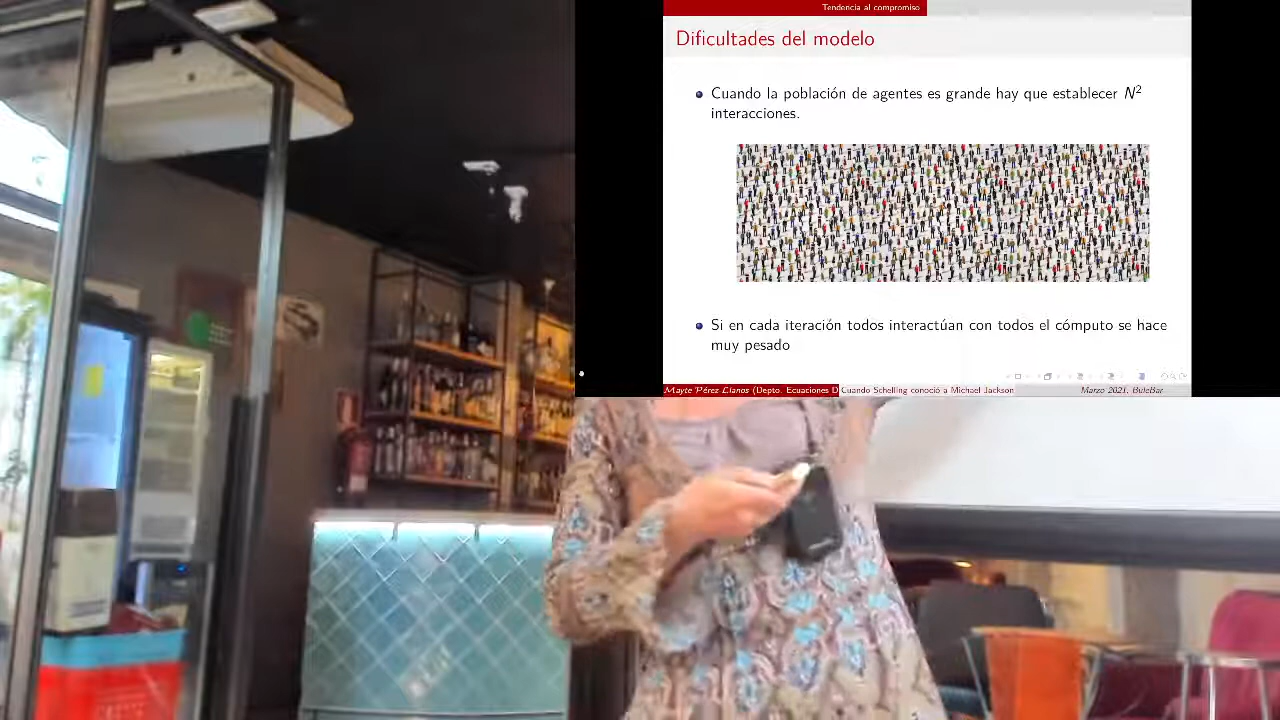 Tendencia al compromiso
Dificultades del modelo
Cuando la población de agentes es grande hay que establecer N²
interacciones.
Si en cada iteración todos interactúan con todos el cómputo se hace
muy pesado
Mayte Pérez Llanos (Depto. Ecuaciones D Cuando Schelling conoció a Michael Jackson Marzo 2021, BuleBar